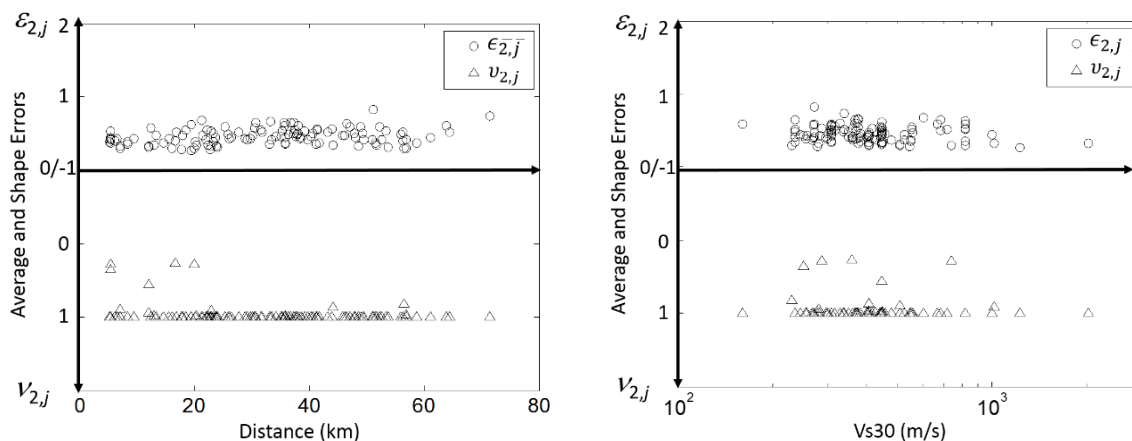 ε2,j
2
1
0/-1
0
1
ν2,j
Average and Shape Errors
ϵ2,j
υ2,j
0 20 40 60 80
Distance (km)
ε2,j
2
1
0/-1
0
1
ν2,j
Average and Shape Errors
ϵ2,j
υ2,j
10² 10³
Vs30 (m/s)